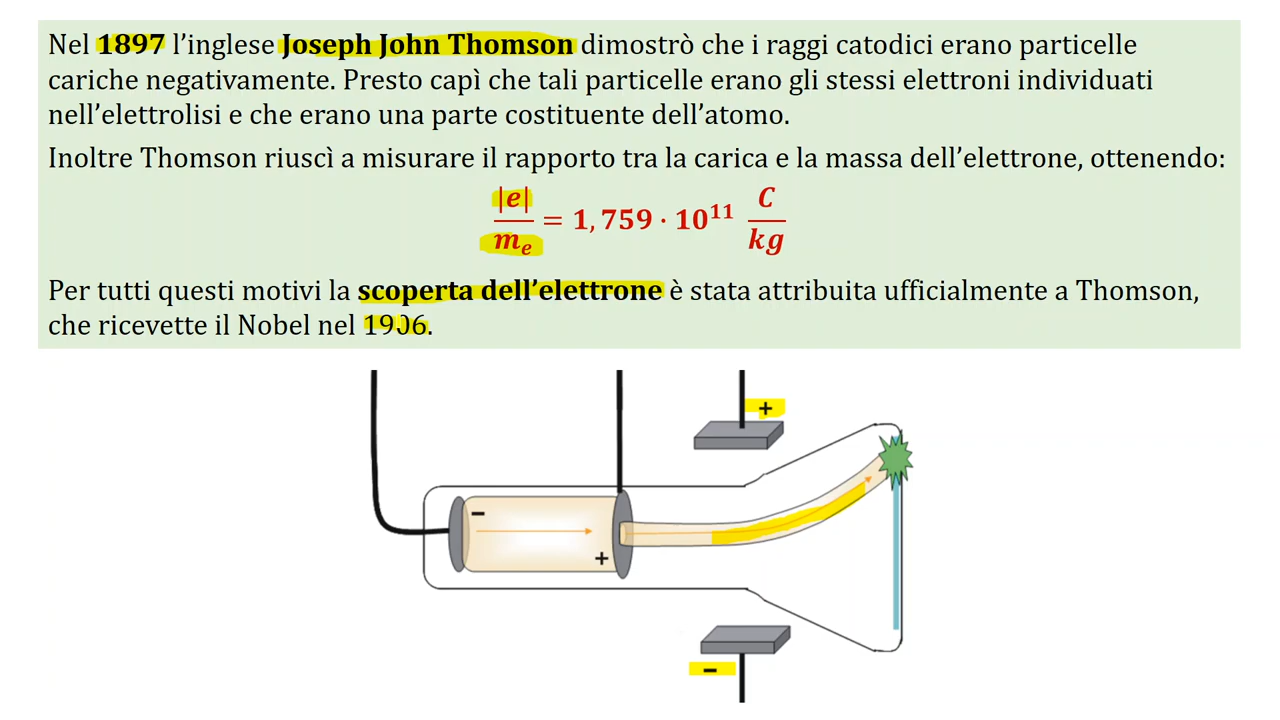 Nel 1897 l’inglese Joseph John Thomson dimostrò che i raggi catodici erano particelle
cariche negativamente. Presto capì che tali particelle erano gli stessi elettroni individuati
nell’elettrolisi e che erano una parte costituente dell’atomo.
Inoltre Thomson riuscì a misurare il rapporto tra la carica e la massa dell’elettrone, ottenendo:
|e|/mₑ = 1,759 · 10¹¹ C/kg
Per tutti questi motivi la scoperta dell’elettrone è stata attribuita ufficialmente a Thomson,
che ricevette il Nobel nel 1906.
+
−
+
−